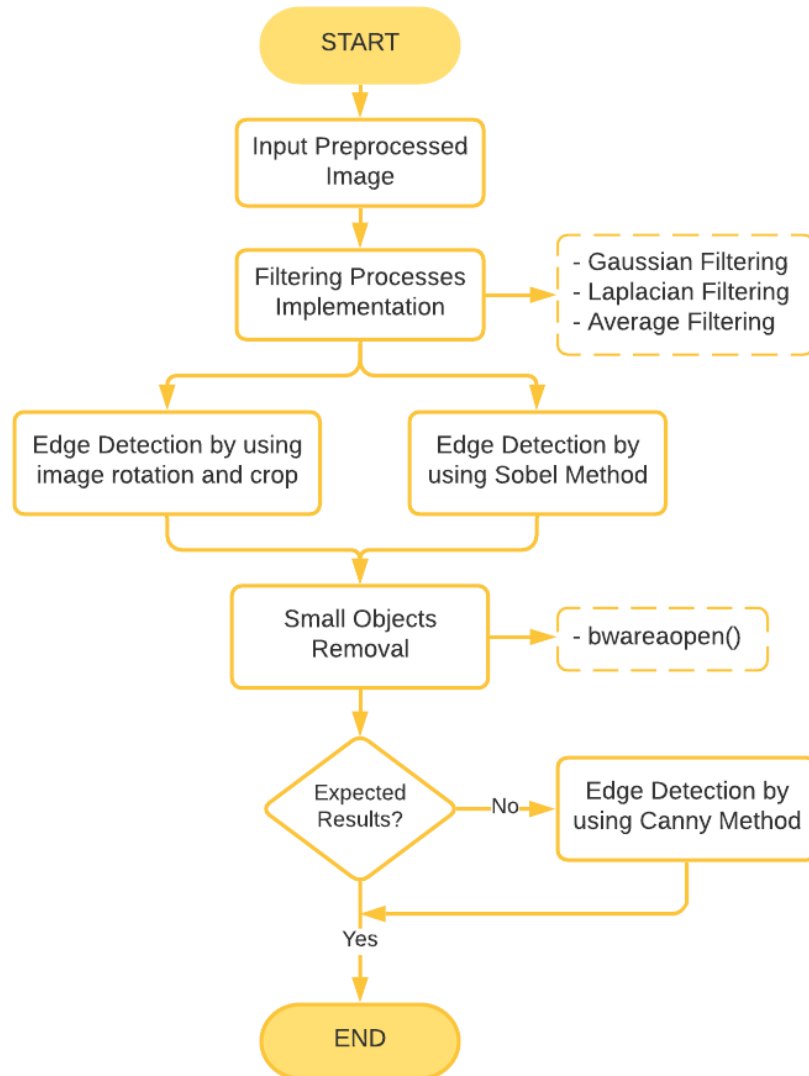 START
Input Preprocessed
Image
Filtering Processes
Implementation
- Gaussian Filtering
- Laplacian Filtering
- Average Filtering
Edge Detection by using
image rotation and crop
Edge Detection by
using Sobel Method
Small Objects
Removal
- bwareaopen()
Expected
Results?
No
Edge Detection by
using Canny Method
Yes
END